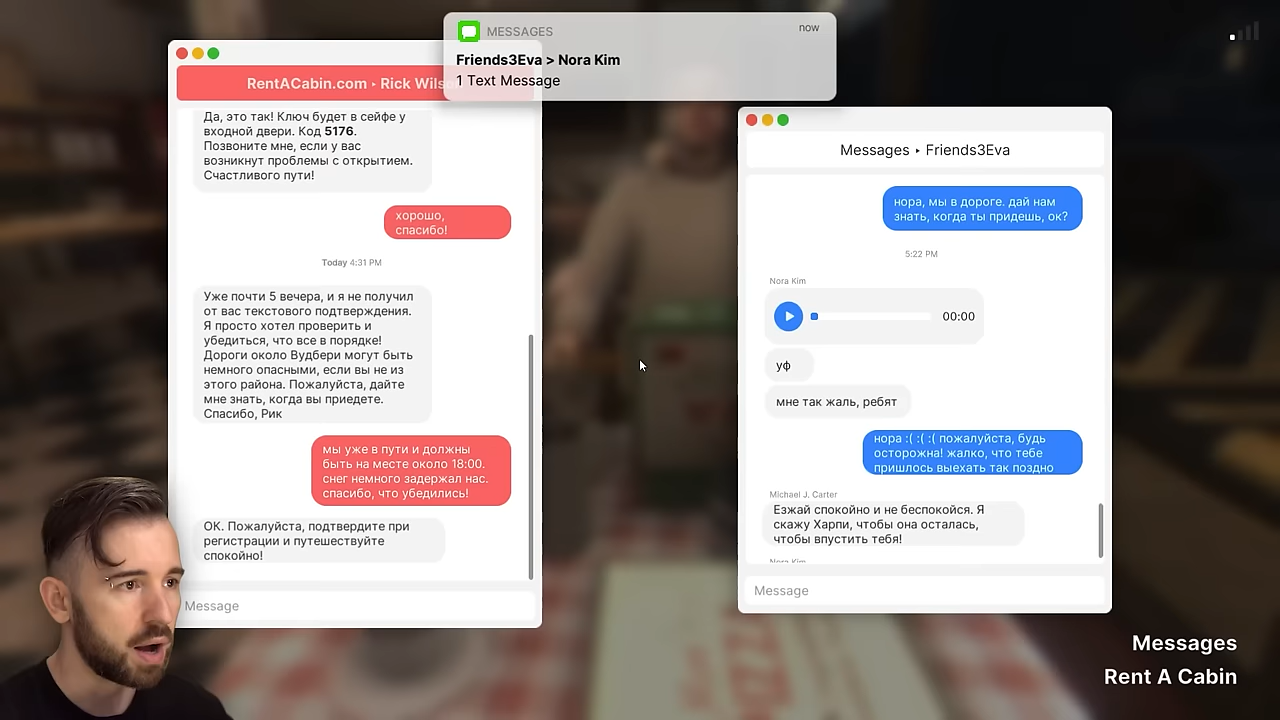 MESSAGES
now
Friends3Eva > Nora Kim
1 Text Message
RentACabin.com ‣ Rick Wils
Да, это так! Ключ будет в сейфе у
входной двери. Код 5176.
Позвоните мне, если у вас
возникнут проблемы с открытием.
Счастливого пути!
хорошо,
спасибо!
Today 4:31 PM
Уже почти 5 вечера, и я не получил
от вас текстового подтверждения.
Я просто хотел проверить и
убедиться, что все в порядке!
Дороги около Вудбери могут быть
немного опасными, если вы не из
этого района. Пожалуйста, дайте
мне знать, когда вы приедете.
Спасибо, Рик
мы уже в пути и должны
быть на месте около 18:00.
снег немного задержал нас.
спасибо, что убедились!
ОК. Пожалуйста, подтвердите при
регистрации и путешествуйте
спокойно!
Message
Messages ‣ Friends3Eva
нора, мы в дороге. дай нам
знать, когда ты придешь, ок?
5:22 PM
Nora Kim
00:00
уф
мне так жаль, ребят
нора :( :( :( пожалуйста, будь
осторожна! жалко, что тебе
пришлось выехать так поздно
Michael J. Carter
Езжай спокойно и не беспокойся. Я
скажу Харпи, чтобы она осталась,
чтобы впустить тебя!
Nora Kim
Message
Messages
Rent A Cabin